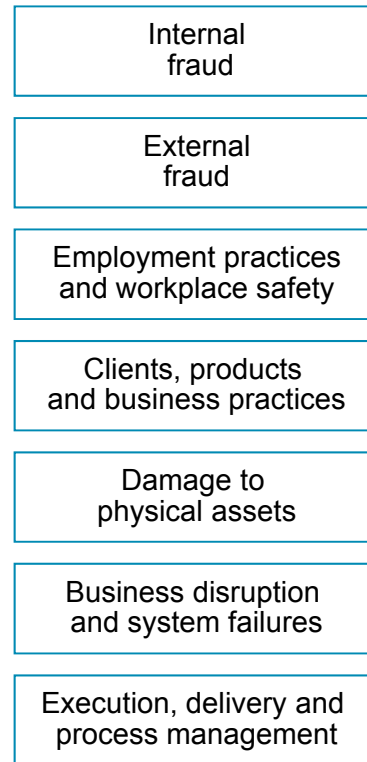 Internal
fraud
External
fraud
Employment practices
and workplace safety
Clients, products
and business practices
Damage to
physical assets
Business disruption
and system failures
Execution, delivery and
process management